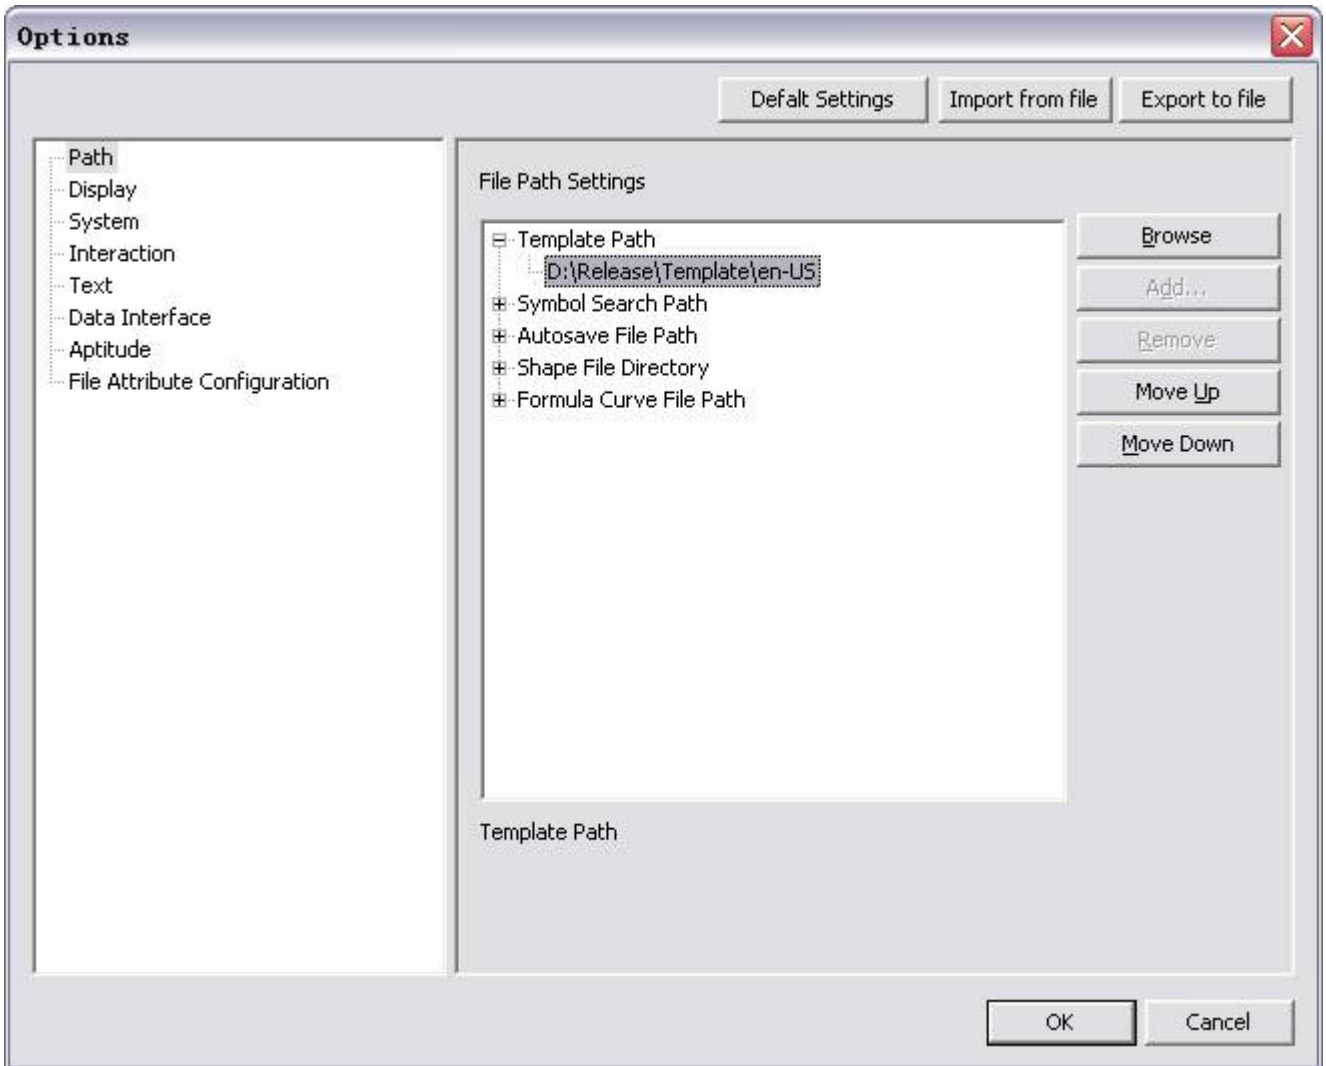 Options
Defalt Settings
Import from file
Export to file
Path
Display
System
Interaction
Text
Data Interface
Aptitude
File Attribute Configuration
File Path Settings
Template Path
D:\Release\Template\en-US
Symbol Search Path
Autosave File Path
Shape File Directory
Formula Curve File Path
Browse
Add...
Remove
Move Up
Move Down
Template Path
OK
Cancel